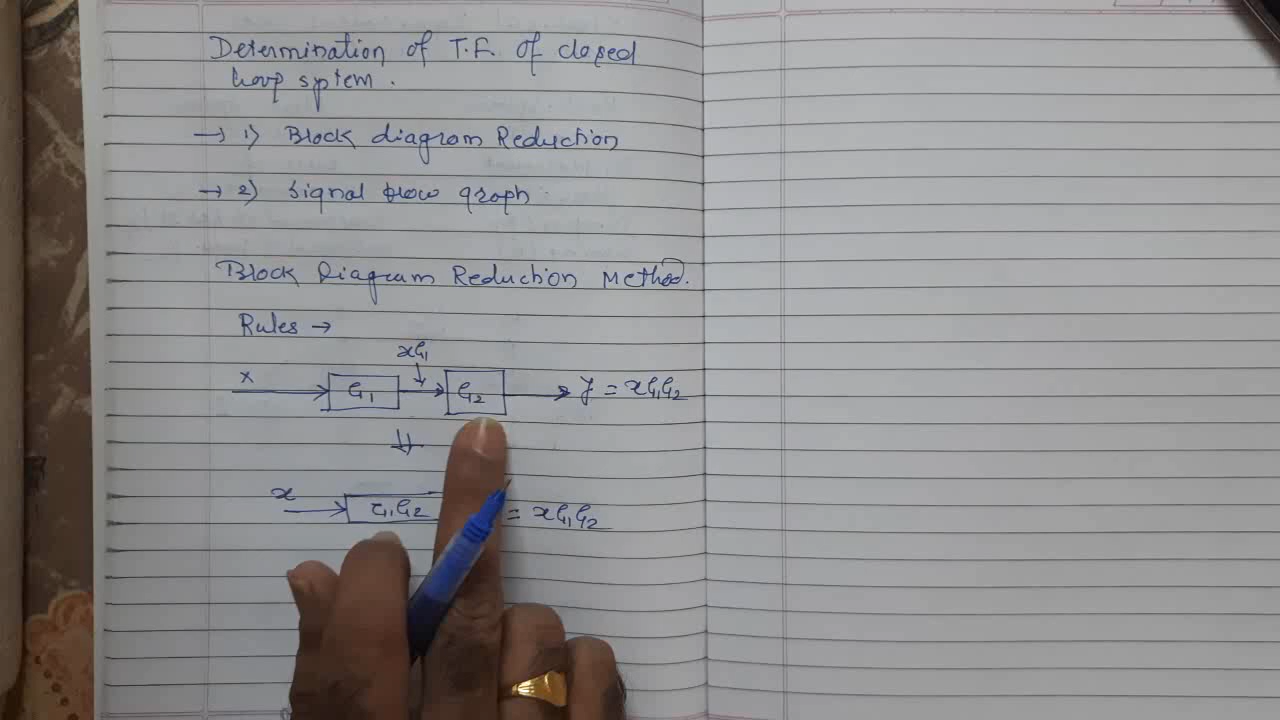 Determination of T.F. of closed
loop system.
→ 1) Block diagram Reduction
→ 2) Signal flow graph
Block Diagram Reduction Method.
Rules →
xG1
x G1 G2 y = xG1G2
x G1G2 = xG1G2